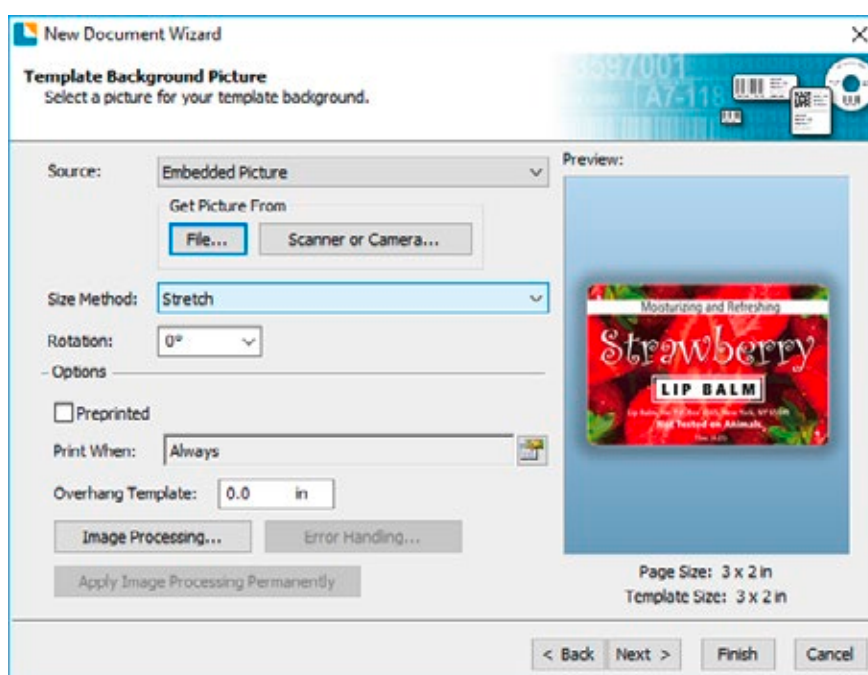 New Document Wizard
Template Background Picture
Select a picture for your template background.
3597001
A7-118
Source:
Embedded Picture
Get Picture From
File...
Scanner or Camera...
Size Method:
Stretch
Rotation:
0°
Options
Preprinted
Print When:
Always
Overhang Template:
0.0 in
Image Processing...
Error Handling...
Apply Image Processing Permanently
Preview:
Moisturizing and Refreshing
Strawberry
LIP BALM
Not Tested on Animals.
Page Size: 3 x 2 in
Template Size: 3 x 2 in
< Back
Next >
Finish
Cancel